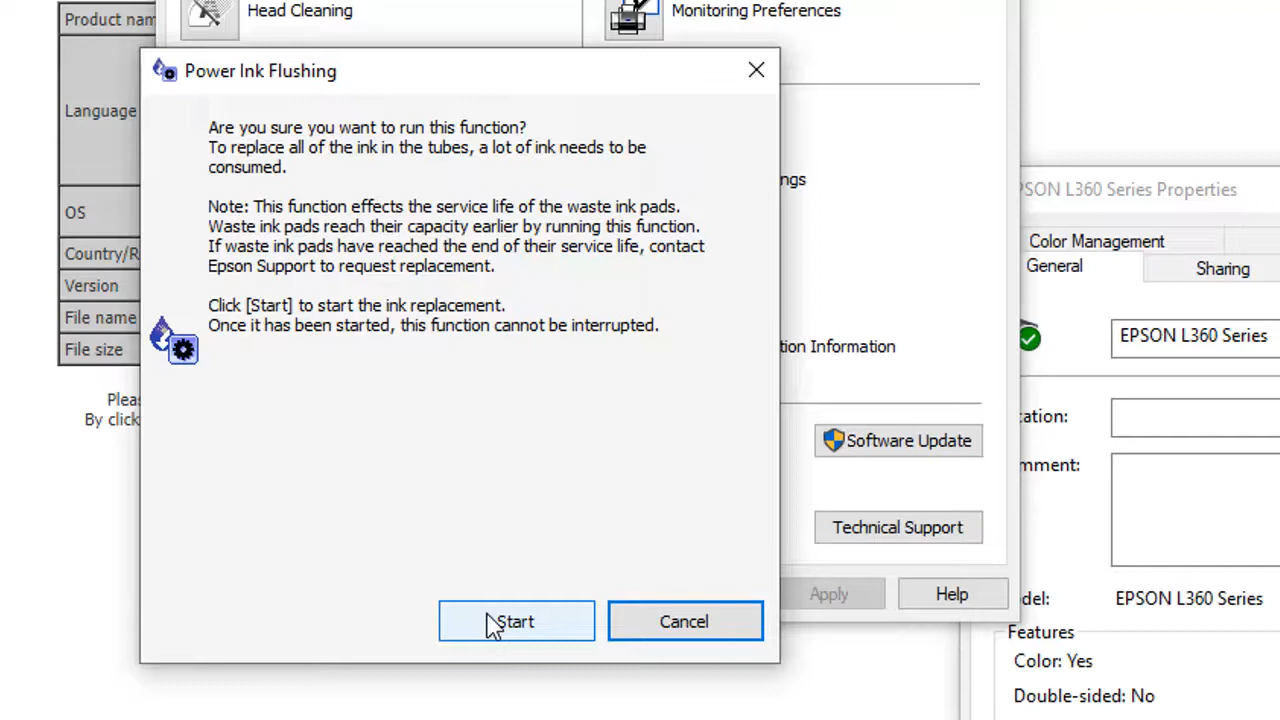 Product nam
Head Cleaning
Monitoring Preferences
Power Ink Flushing
Language
Are you sure you want to run this function?
To replace all of the ink in the tubes, a lot of ink needs to be
consumed.
Note: This function effects the service life of the waste ink pads.
Waste ink pads reach their capacity earlier by running this function.
If waste ink pads have reached the end of their service life, contact
Epson Support to request replacement.
Click [Start] to start the ink replacement.
Once it has been started, this function cannot be interrupted.
Start
Cancel
OS
Country/R
Version
File name
File size
Plea
By click
ngs
tion Information
Software Update
Technical Support
Apply
Help
PSON L360 Series Properties
Color Management
General
Sharing
EPSON L360 Series
cation:
mment:
del:
EPSON L360 Series
Features
Color: Yes
Double-sided: No